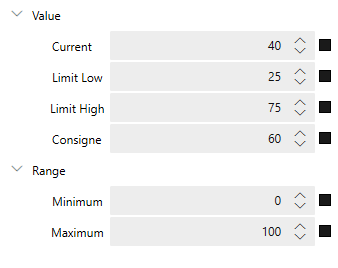 Value
Current 40
Limit Low 25
Limit High 75
Consigne 60
Range
Minimum 0
Maximum 100